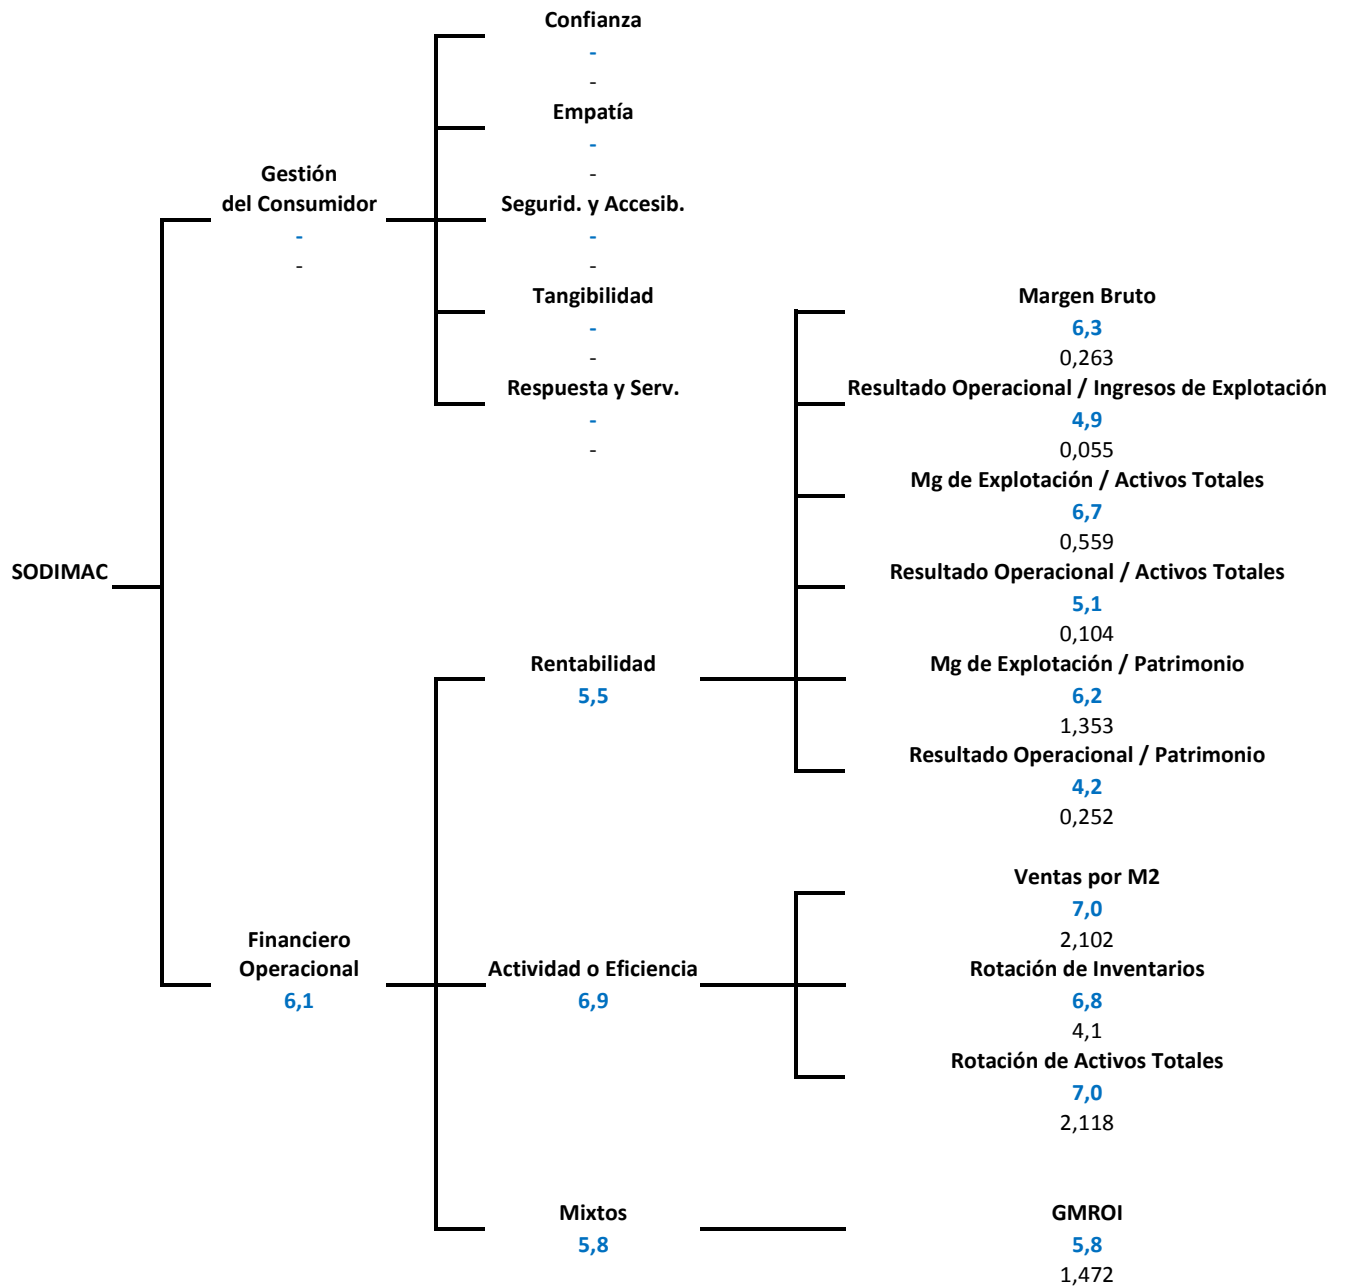 Confianza
-
-
Empatía
-
-
Gestión
del Consumidor
-
-
Segurid. y Accesib.
-
-
Tangibilidad
-
-
Respuesta y Serv.
-
-
Margen Bruto
6,3
0,263
Resultado Operacional / Ingresos de Explotación
4,9
0,055
Mg de Explotación / Activos Totales
6,7
0,559
SODIMAC
Resultado Operacional / Activos Totales
5,1
0,104
Rentabilidad
5,5
Mg de Explotación / Patrimonio
6,2
1,353
Resultado Operacional / Patrimonio
4,2
0,252
Ventas por M2
7,0
2,102
Financiero
Operacional
6,1
Actividad o Eficiencia
6,9
Rotación de Inventarios
6,8
4,1
Rotación de Activos Totales
7,0
2,118
Mixtos
5,8
GMROI
5,8
1,472